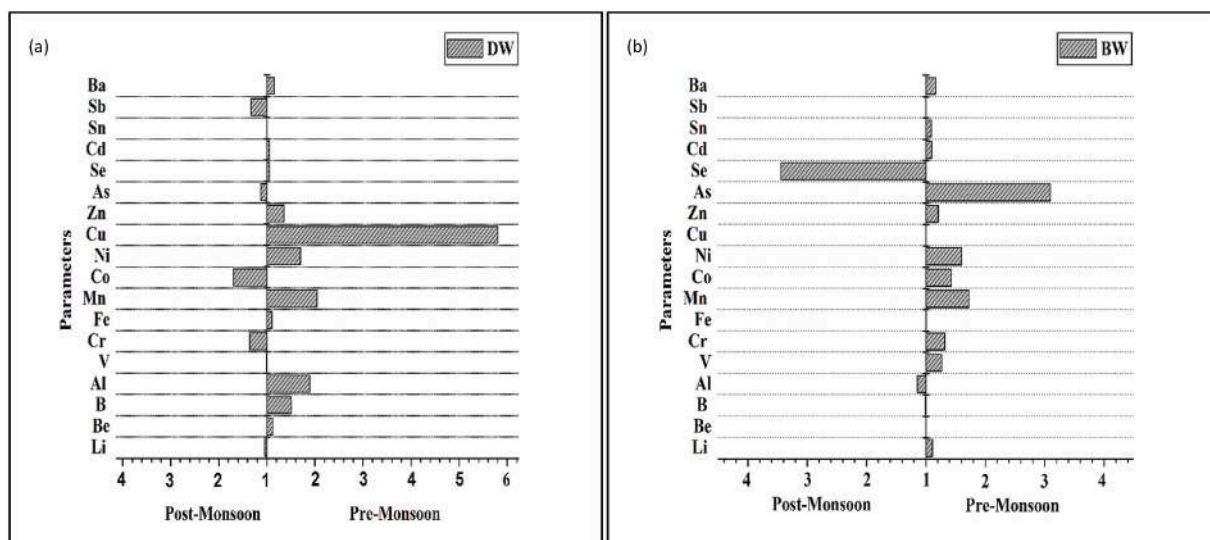 (a)
DW
Ba
Sb
Sn
Cd
Se
As
Zn
Cu
Ni
Co
Mn
Fe
Cr
V
Al
B
Be
Li
Parameters
4 3 2 1 2 3 4 5 6
Post-Monsoon Pre-Monsoon
(b)
BW
Ba
Sb
Sn
Cd
Se
As
Zn
Cu
Ni
Co
Mn
Fe
Cr
V
Al
B
Be
Li
Parameters
4 3 2 1 2 3 4
Post-Monsoon Pre-Monsoon